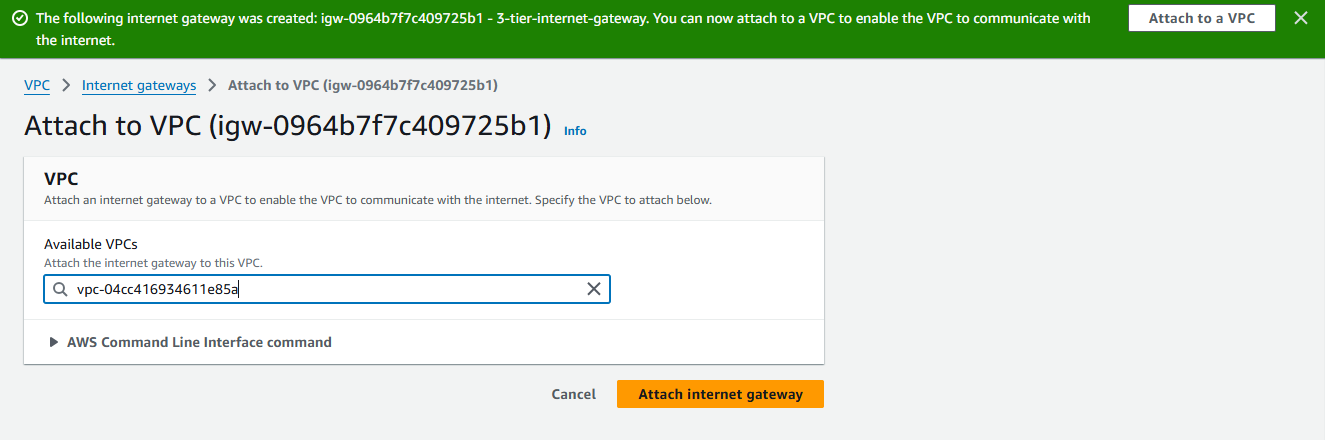 The following internet gateway was created: igw-0964b7f7c409725b1 - 3-tier-internet-gateway. You can now attach to a VPC to enable the VPC to communicate with
the internet.
Attach to a VPC
VPC > Internet gateways > Attach to VPC (igw-0964b7f7c409725b1)
Attach to VPC (igw-0964b7f7c409725b1) Info
VPC
Attach an internet gateway to a VPC to enable the VPC to communicate with the internet. Specify the VPC to attach below.
Available VPCs
Attach the internet gateway to this VPC.
vpc-04cc416934611e85a
AWS Command Line Interface command
Cancel
Attach internet gateway